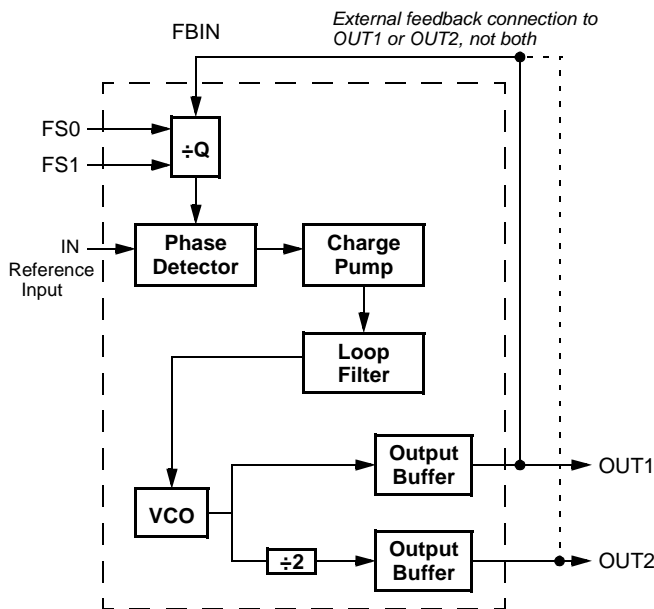 External feedback connection to
OUT1 or OUT2, not both
FBIN
FS0
FS1
÷Q
IN
Reference
Input
Phase
Detector
Charge
Pump
Loop
Filter
VCO
Output
Buffer
OUT1
÷2
Output
Buffer
OUT2